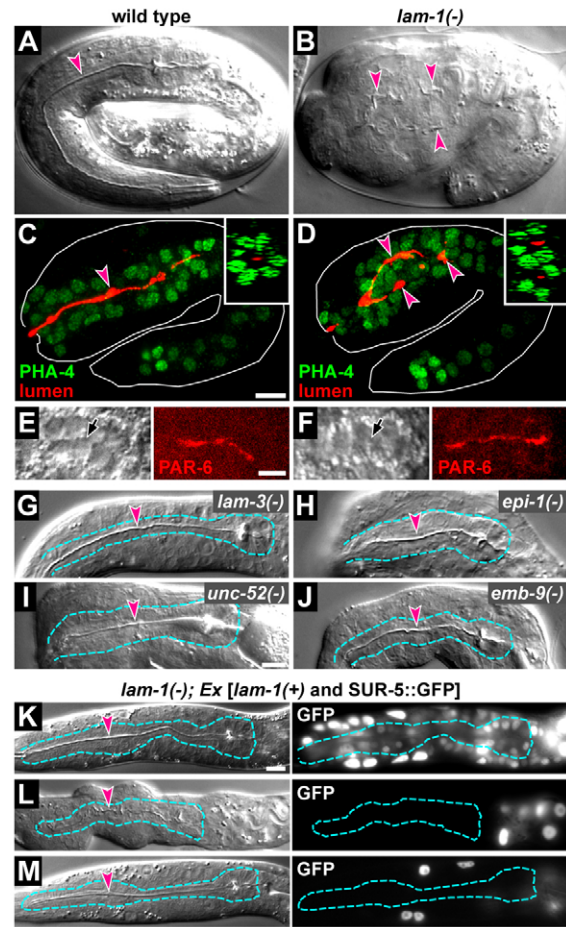 wild type lam-1(-)
A B
C D
PHA-4 PHA-4
lumen lumen
E PAR-6 F PAR-6
G lam-3(-) H epi-1(-)
I unc-52(-) J emb-9(-)
lam-1(-); Ex [lam-1(+) and SUR-5::GFP]
K GFP
L GFP
M GFP